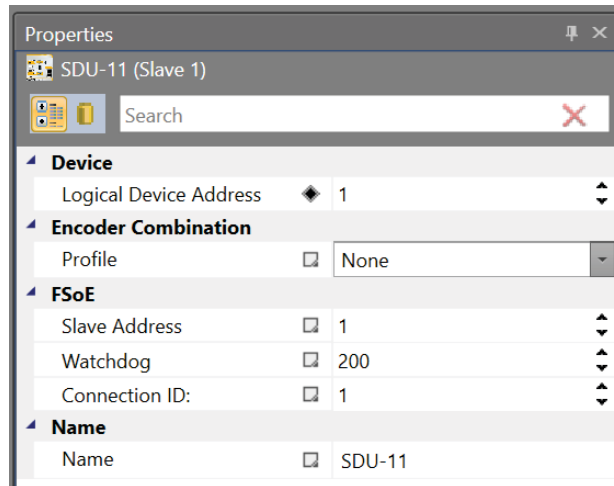 Properties
SDU-11 (Slave 1)
Search
Device
Logical Device Address 1
Encoder Combination
Profile None
FSoE
Slave Address 1
Watchdog 200
Connection ID: 1
Name
Name SDU-11